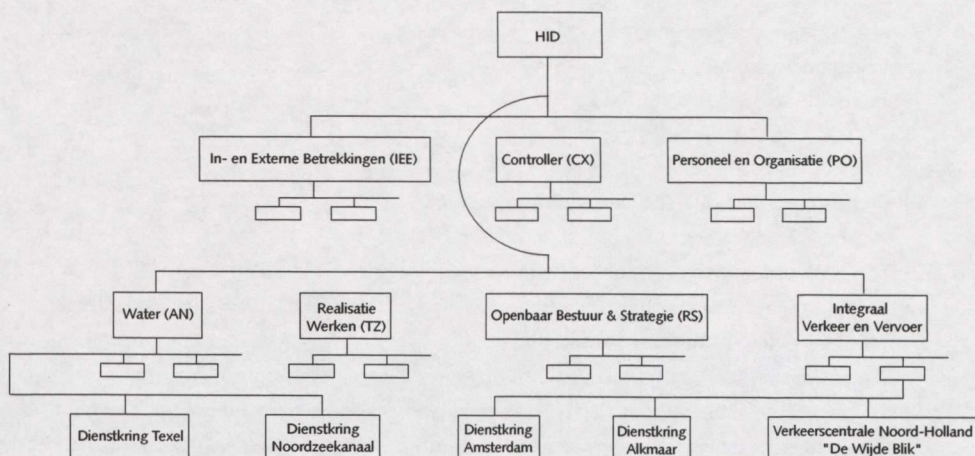 HID
In- en Externe Betrekkingen (IEE)
Controller (CX)
Personeel en Organisatie (PO)
Water (AN)
Realisatie
Werken (TZ)
Openbaar Bestuur & Strategie (RS)
Integraal
Verkeer en Vervoer
Dienstkring Texel
Dienstkring
Noordzeekanaal
Dienstkring
Amsterdam
Dienstkring
Alkmaar
Verkeerscentrale Noord-Holland
"De Wijde Blik"